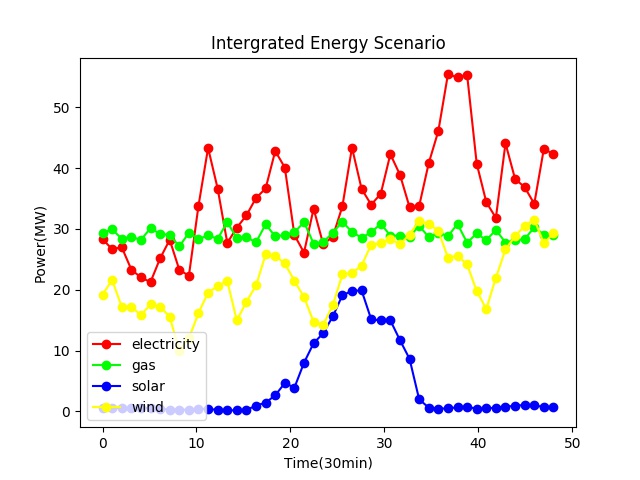 Intergrated Energy Scenario
Power(MW)
50
40
30
20
10
0
electricity
gas
solar
wind
0 10 20 30 40 50
Time(30min)